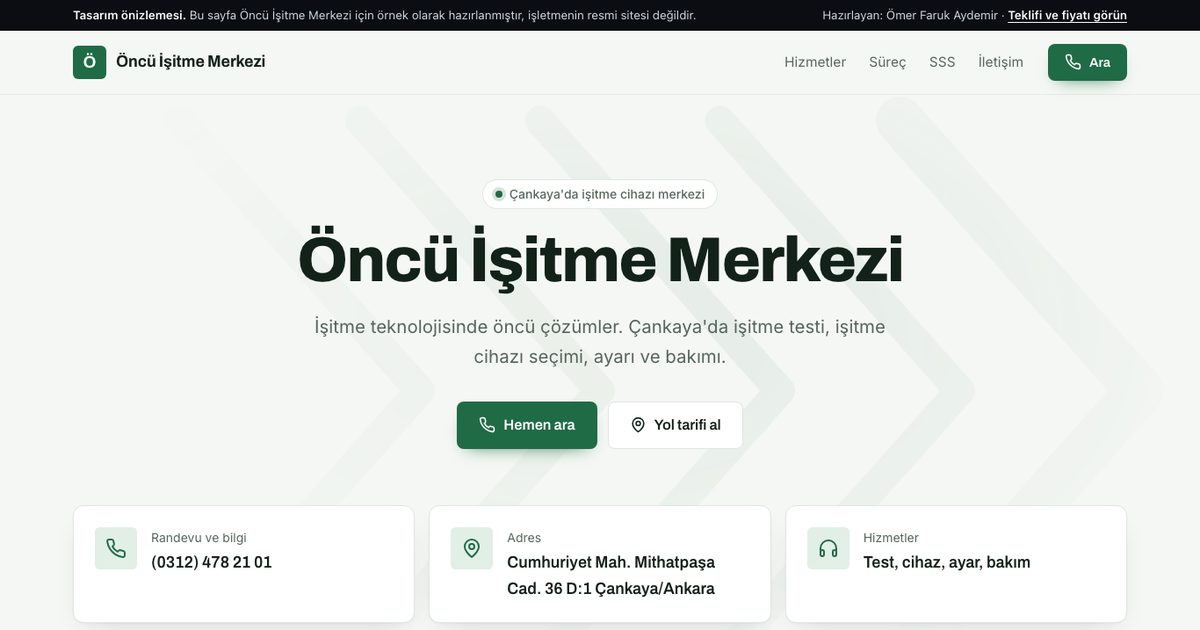 Tasarım önizlemesi. Bu sayfa Öncü İşitme Merkezi için örnek olarak hazırlanmıştır, işletmenin resmi sitesi değildir.
Hazırlayan: Ömer Faruk Aydemir · Teklifi ve fiyatı görün
Ö Öncü İşitme Merkezi
Hizmetler Süreç SSS İletişim Ara
Çankaya'da işitme cihazı merkezi
Öncü İşitme Merkezi
İşitme teknolojisinde öncü çözümler. Çankaya'da işitme testi, işitme
cihazı seçimi, ayarı ve bakımı.
Hemen ara
Yol tarifi al
Randevu ve bilgi
(0312) 478 21 01
Adres
Cumhuriyet Mah. Mithatpaşa
Cad. 36 D:1 Çankaya/Ankara
Hizmetler
Test, cihaz, ayar, bakım